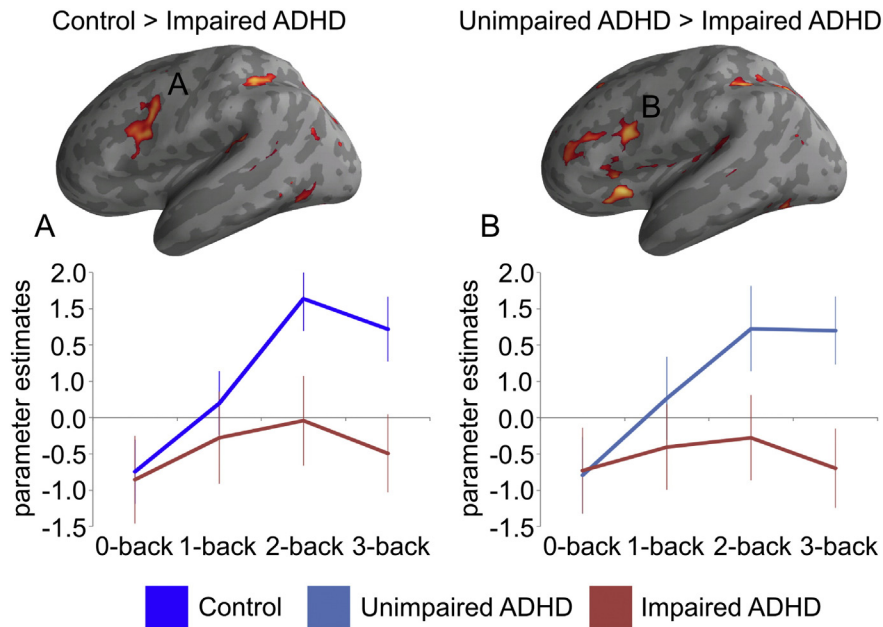 Control > Impaired ADHD
Unimpaired ADHD > Impaired ADHD
A
B
A
B
parameter estimates
2.0
1.5
0.5
1.0
0.0
-0.5
-1.0
-1.5
0-back 1-back 2-back 3-back
parameter estimates
2.0
1.5
0.5
1.0
0.0
-0.5
-1.0
-1.5
0-back 1-back 2-back 3-back
Control
Unimpaired ADHD
Impaired ADHD